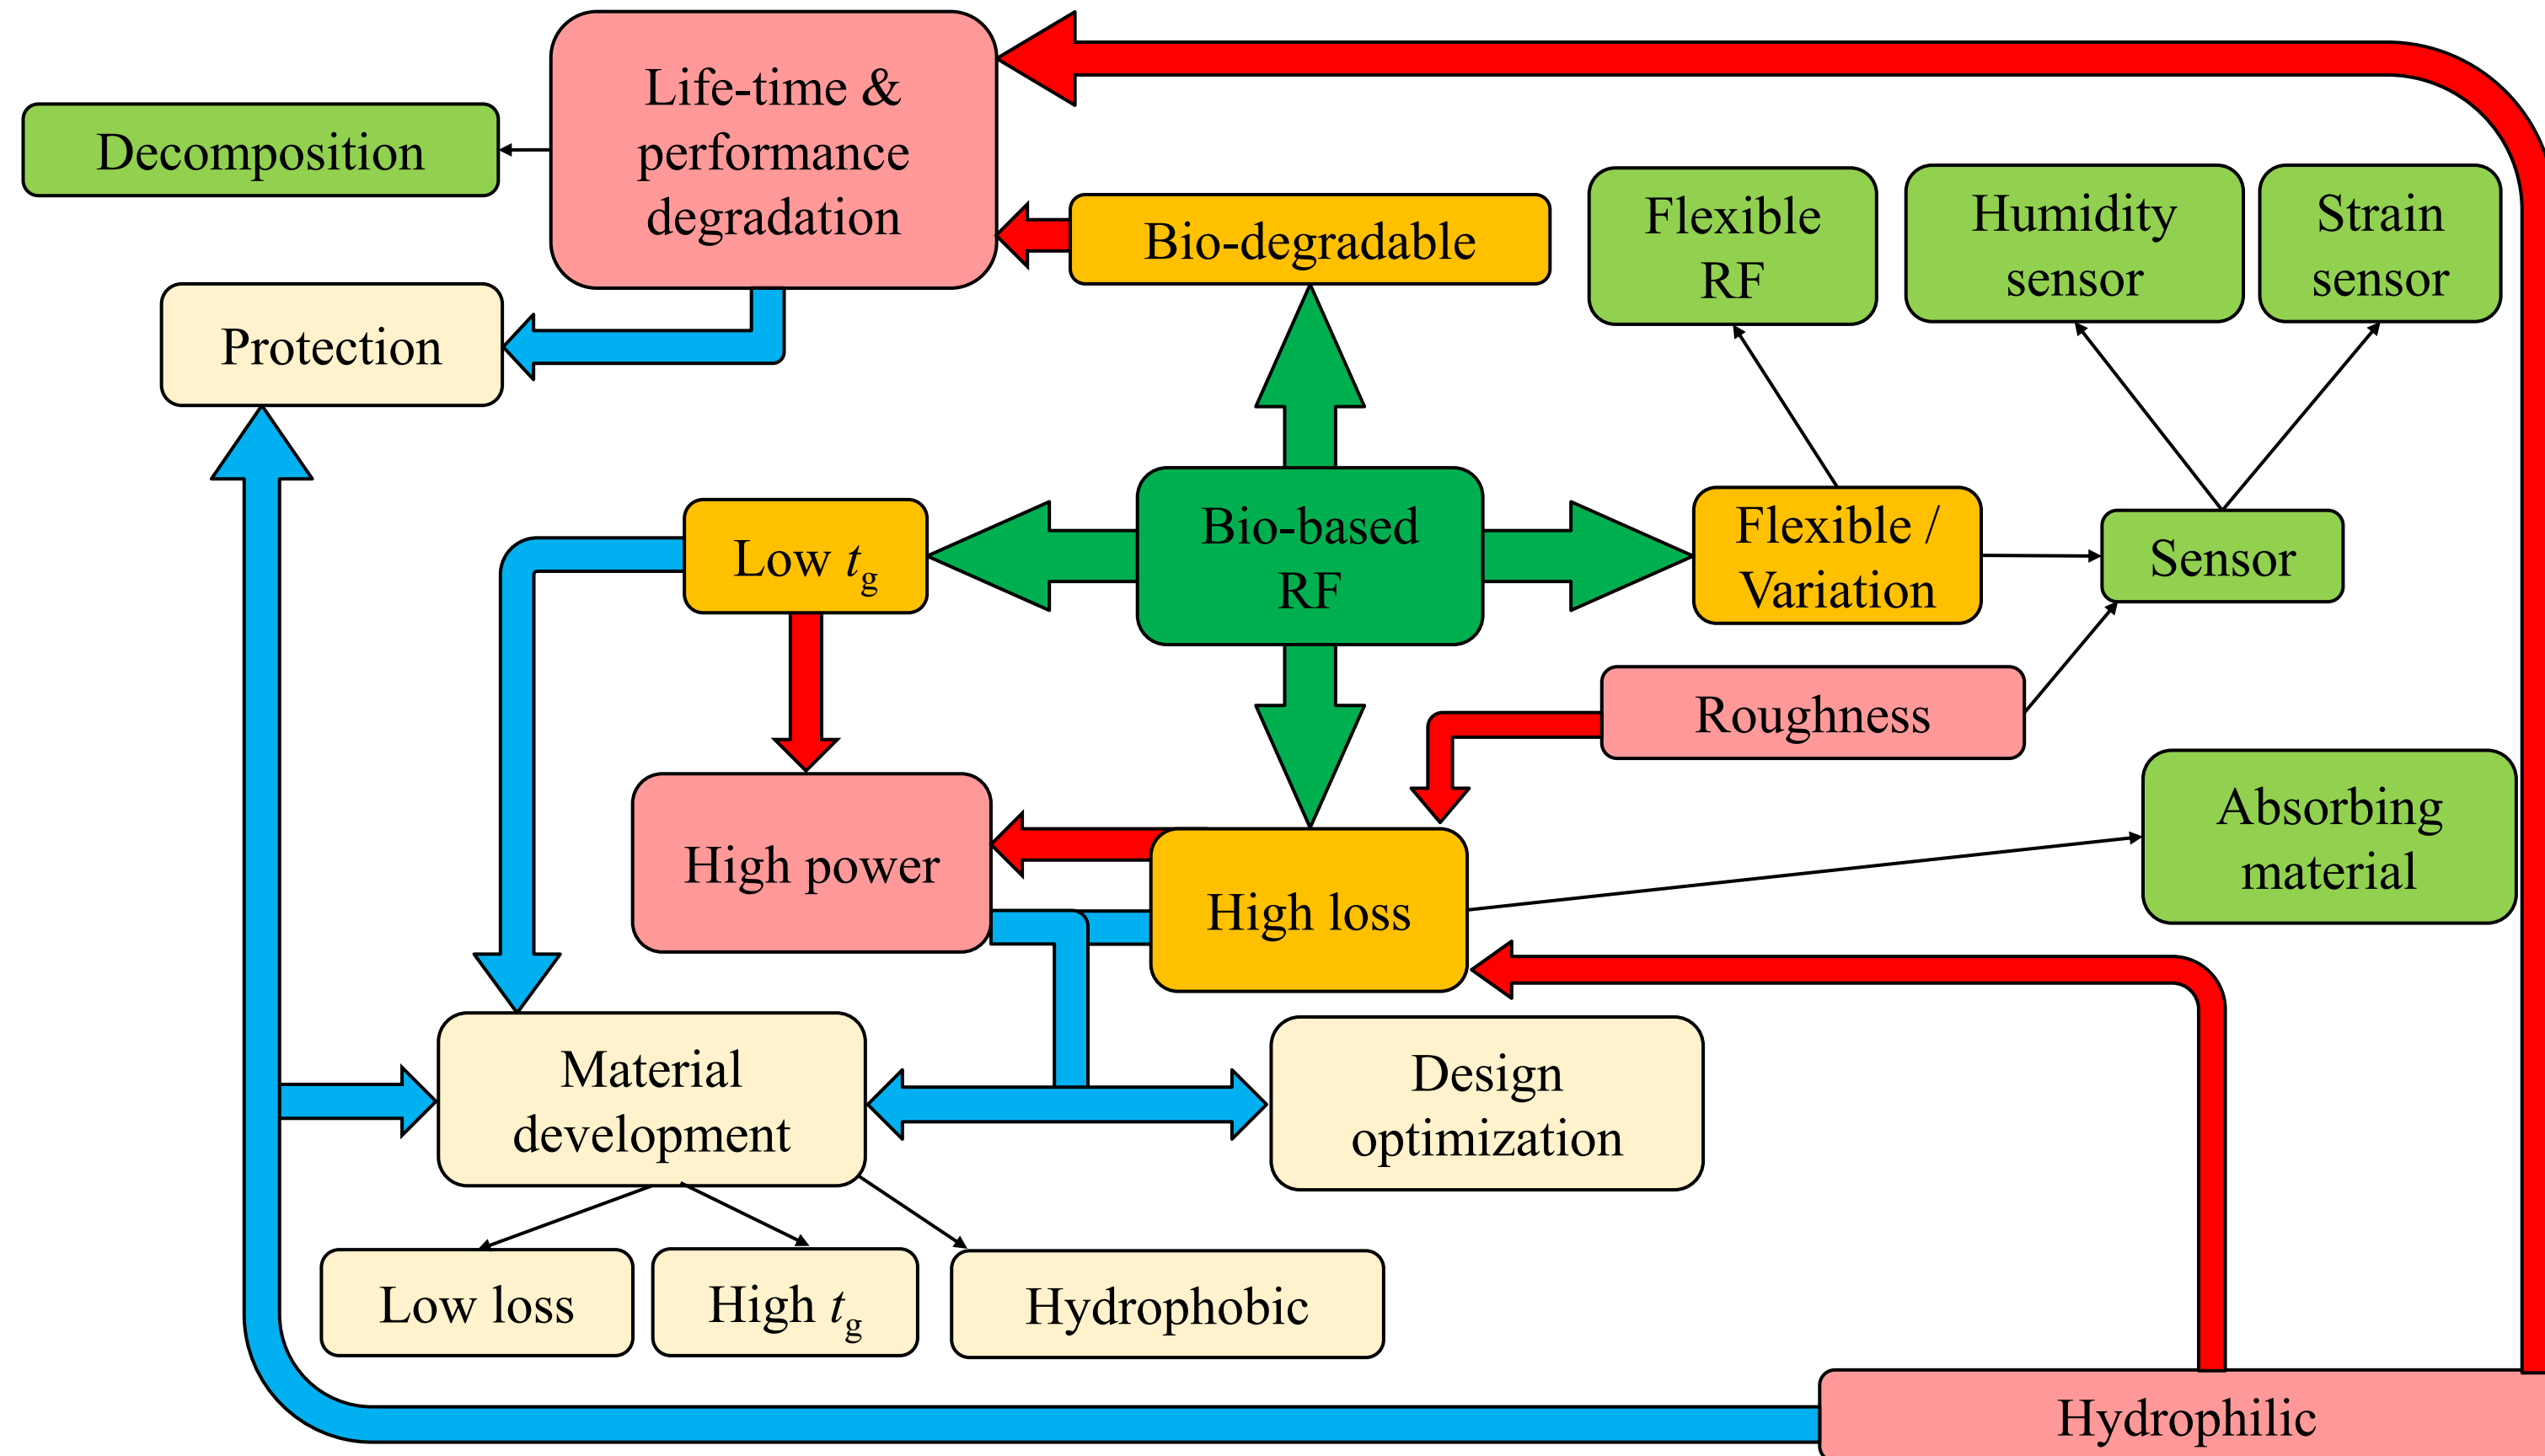 Life-time &
performance
degradation
Decomposition
Bio-degradable
Flexible
RF
Humidity
sensor
Strain
sensor
Protection
Low tg
Bio-based
RF
Flexible /
Variation
Sensor
Roughness
High power
High loss
Absorbing
material
Material
development
Design
optimization
Low loss
High tg
Hydrophobic
Hydrophilic